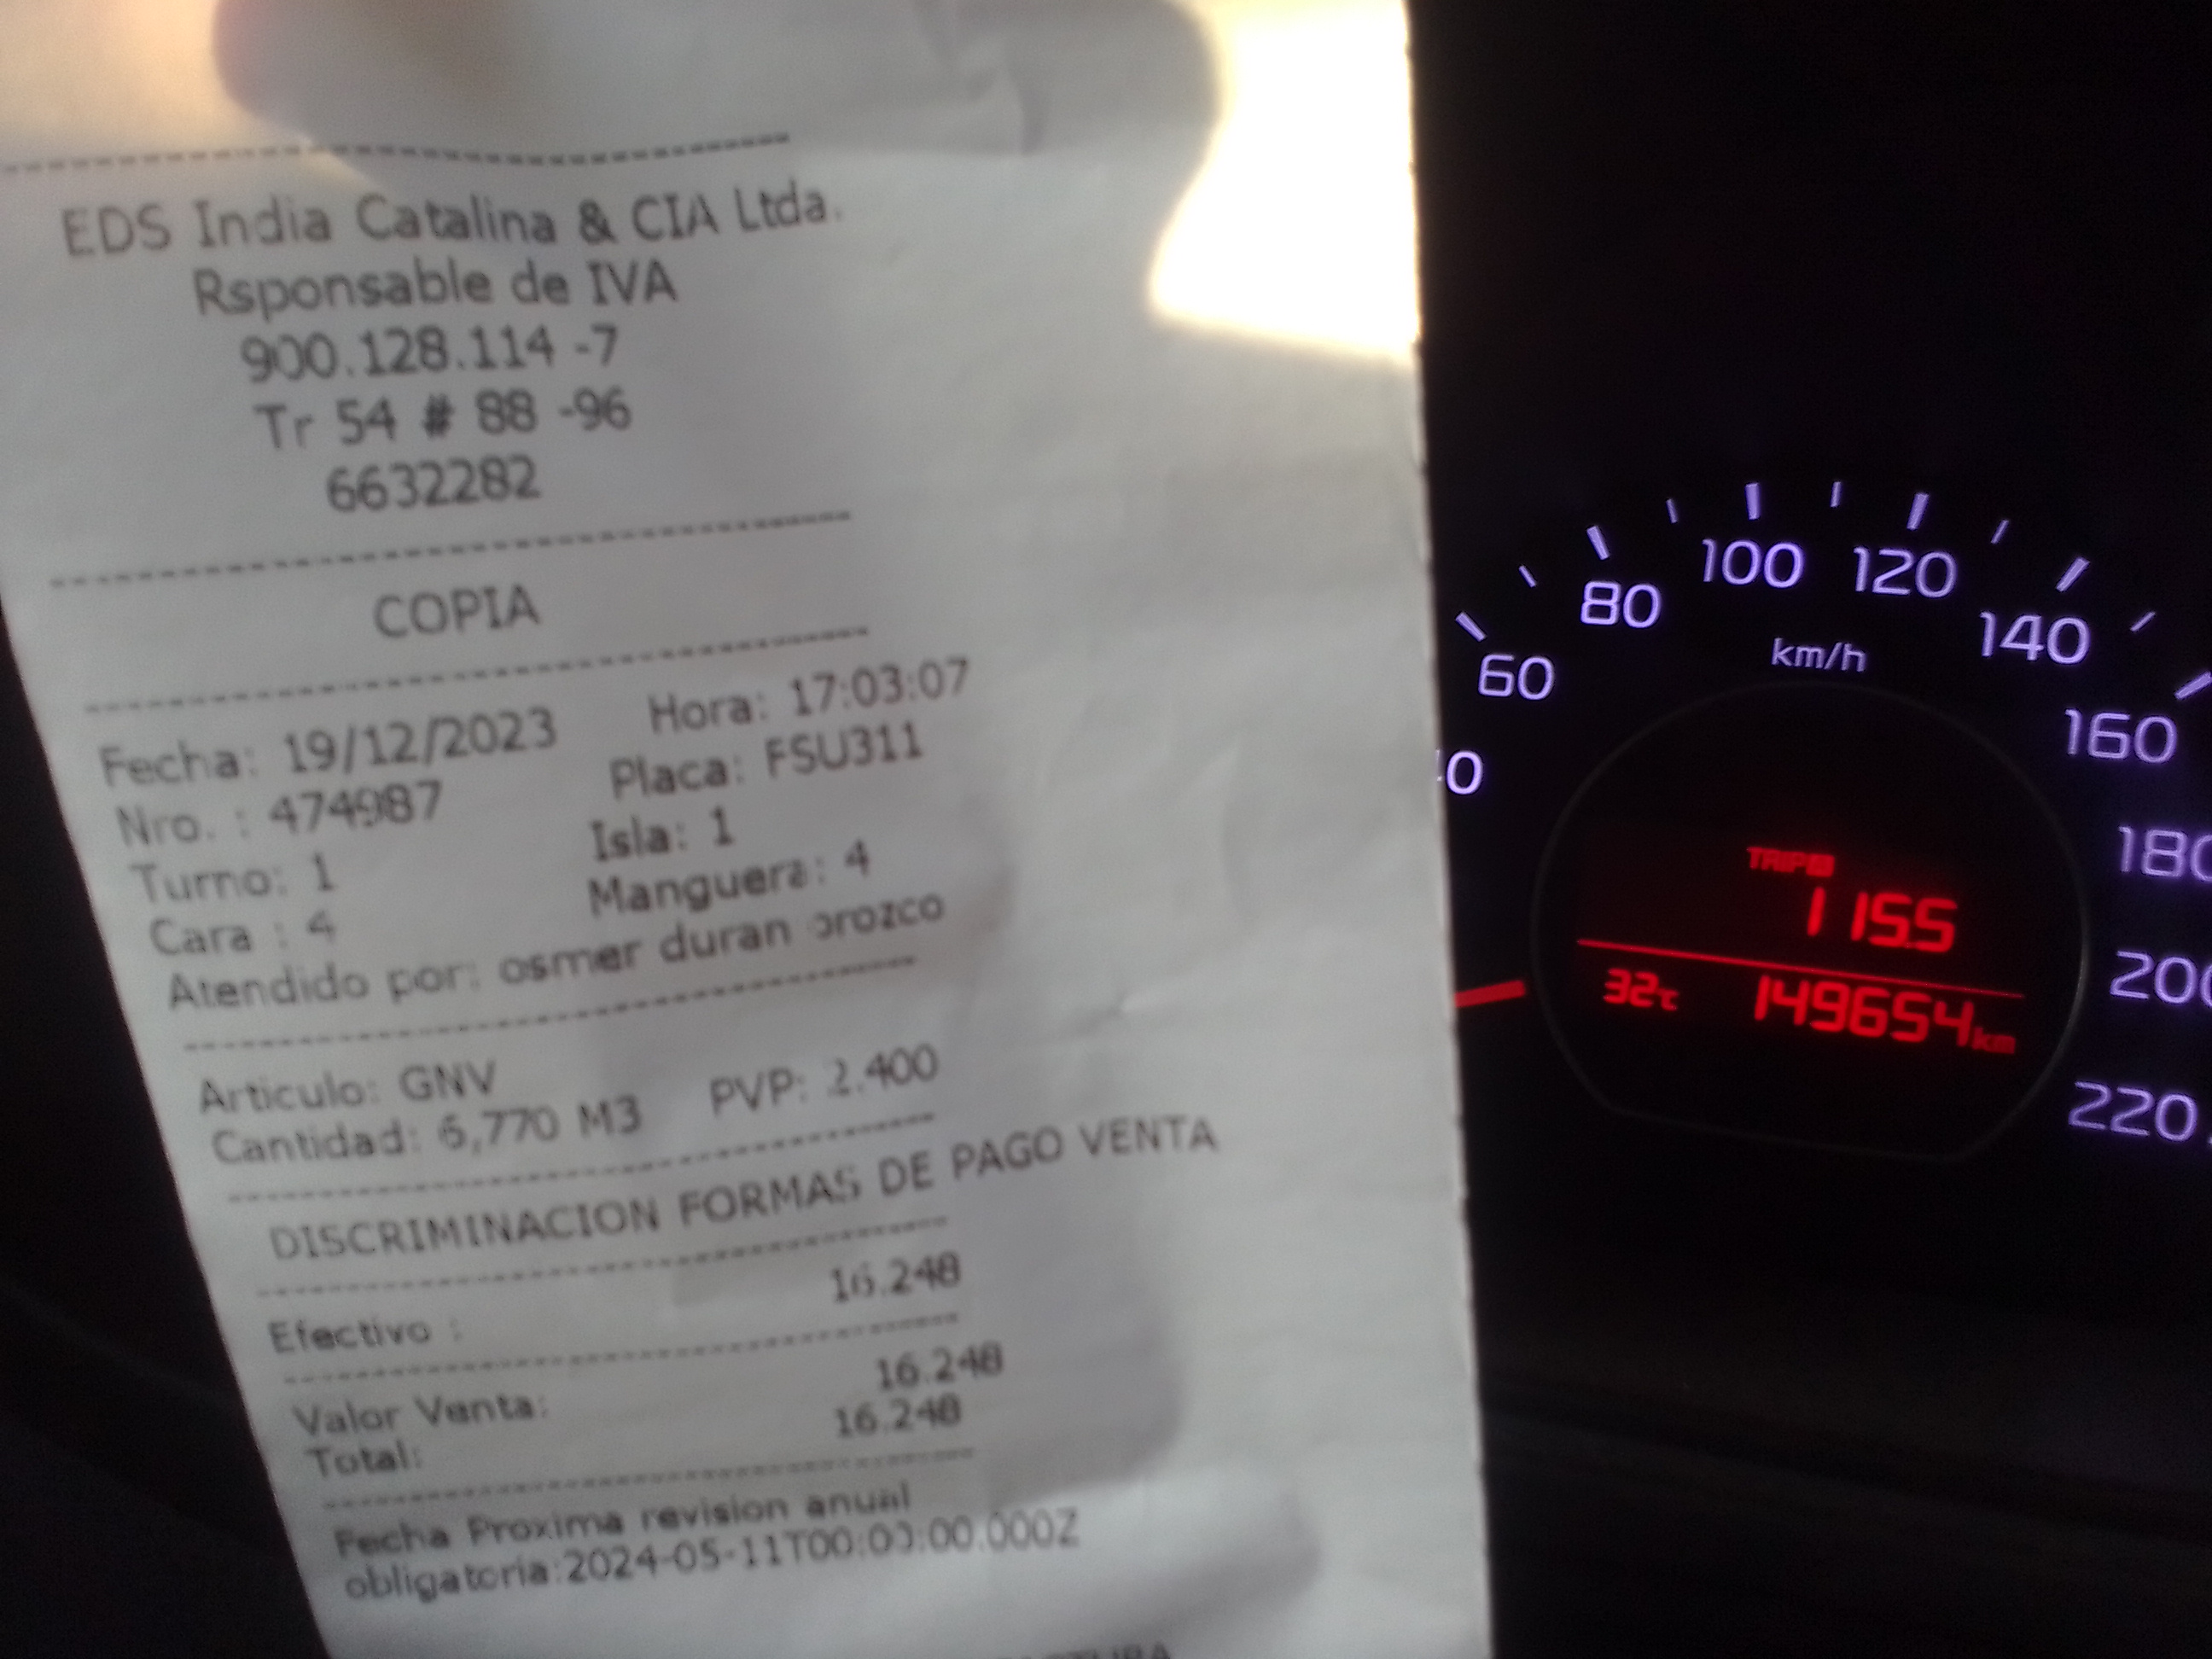 EDS India Catalina & CIA Ltda.
Rsponsable de IVA
900.128.114 -7
Tr 54 # 88 -96
6632282
COPIA
Fecha: 19/12/2023 Hora: 17:03:07
Nro. : 474987 Placa: FSU311
Turno: 1 Isla: 1
Cara : 4 Manguera: 4
Atendido por: osmer duran orozco
Articulo: GNV
Cantidad: 6,770 M3 PVP: 2.400
DISCRIMINACION FORMAS DE PAGO VENTA
Efectivo : 16.248
Valor Venta: 16.248
Total: 16.248
Fecha Proxima revision anual
obligatoria:2024-05-11T00:00:00.000Z
60
80
100
120
140
160
180
200
220
km/h
TRIP
115.5
32℃ 149654km